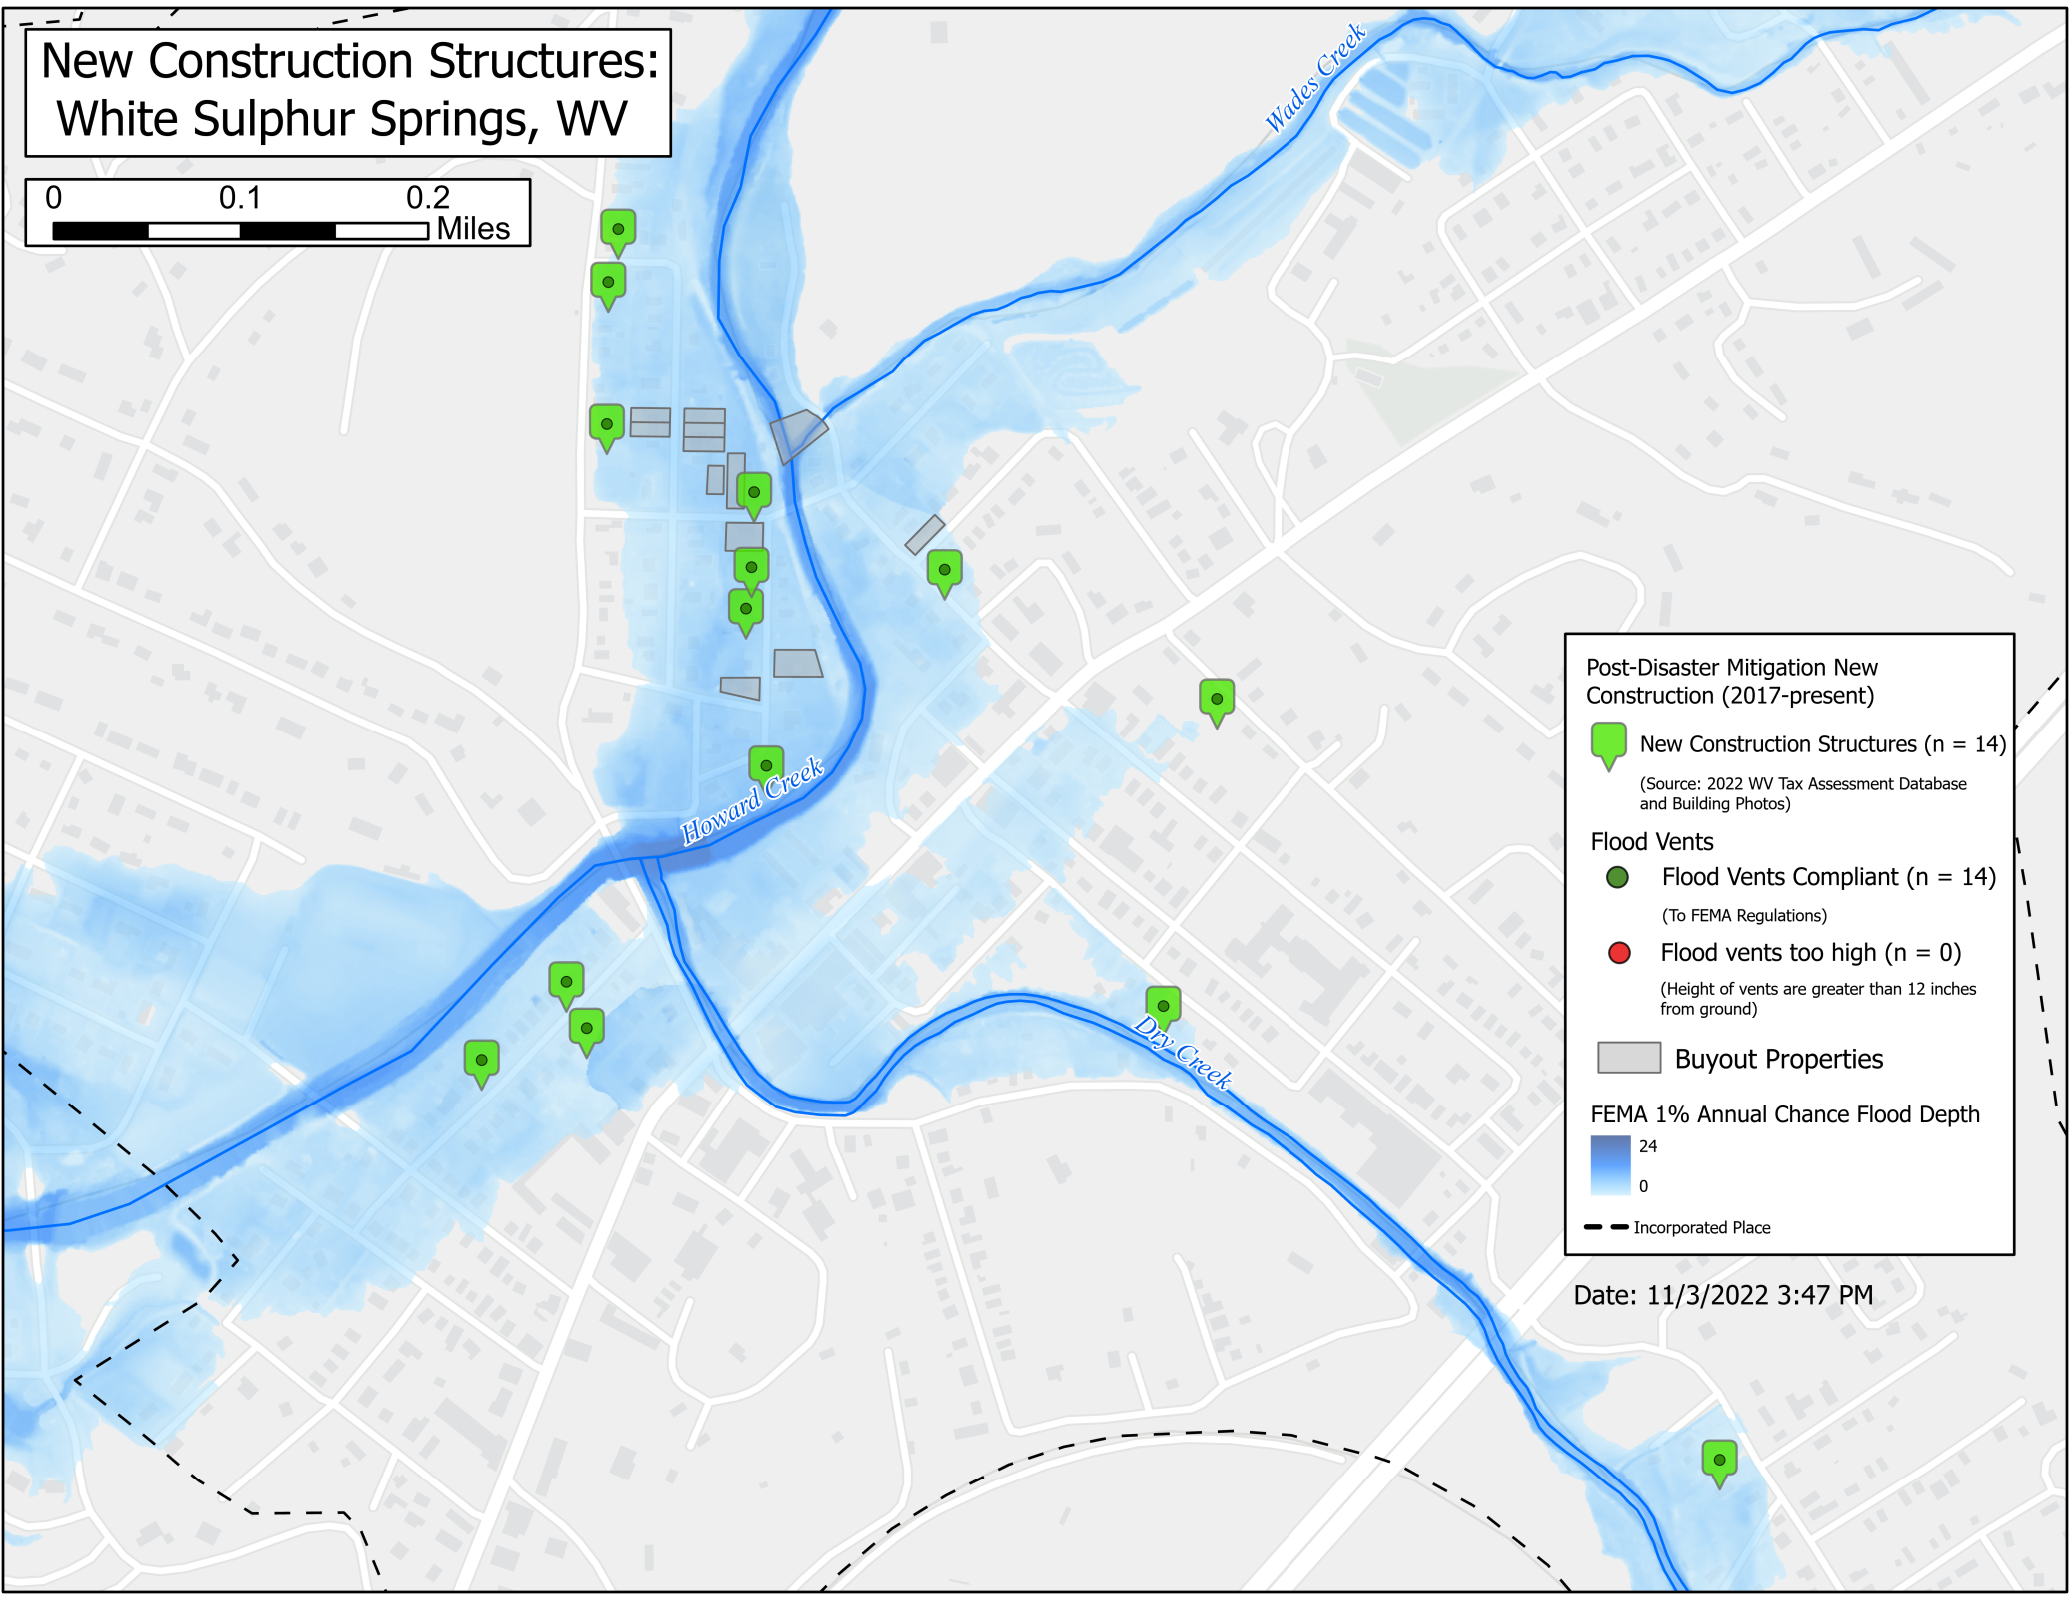 New Construction Structures:
White Sulphur Springs, WV
0 0.1 0.2
Miles
Wades Creek
Howard Creek
Dry Creek
Post-Disaster Mitigation New
Construction (2017-present)
New Construction Structures (n = 14)
(Source: 2022 WV Tax Assessment Database
and Building Photos)
Flood Vents
Flood Vents Compliant (n = 14)
(To FEMA Regulations)
Flood vents too high (n = 0)
(Height of vents are greater than 12 inches
from ground)
Buyout Properties
FEMA 1% Annual Chance Flood Depth
24
0
Incorporated Place
Date: 11/3/2022 3:47 PM